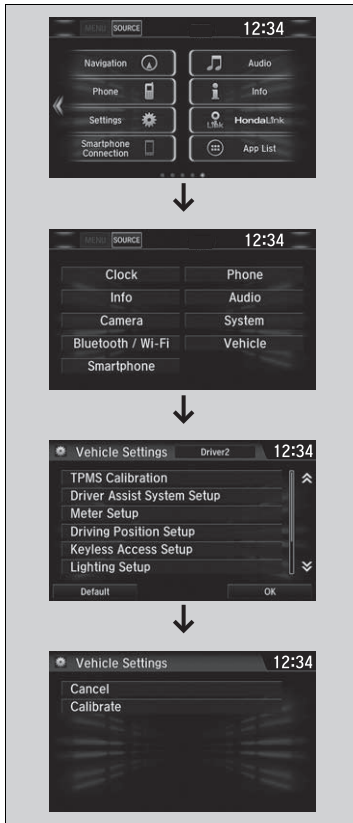 MENU SOURCE 12:34
Navigation Audio
Phone Info
Settings Link HondaLink
Smartphone
Connection App List
MENU SOURCE 12:34
Clock Phone
Info Audio
Camera System
Bluetooth / Wi-Fi Vehicle
Smartphone
Vehicle Settings Driver2 12:34
TPMS Calibration
Driver Assist System Setup
Meter Setup
Driving Position Setup
Keyless Access Setup
Lighting Setup
Default OK
Vehicle Settings 12:34
Cancel
Calibrate